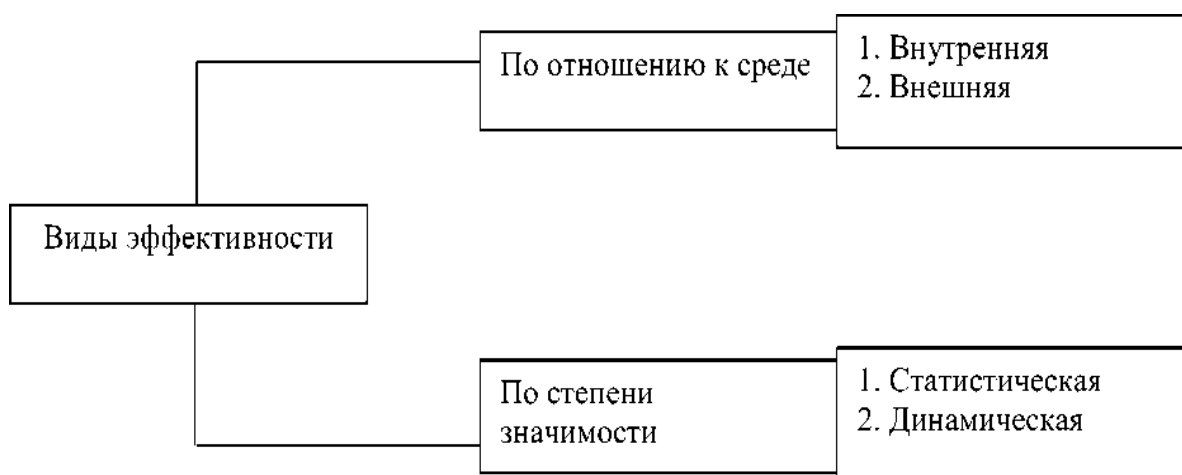 По отношению к среде
1. Внутренняя
2. Внешняя
Виды эффективности
По степени
значимости
1. Статистическая
2. Динамическая